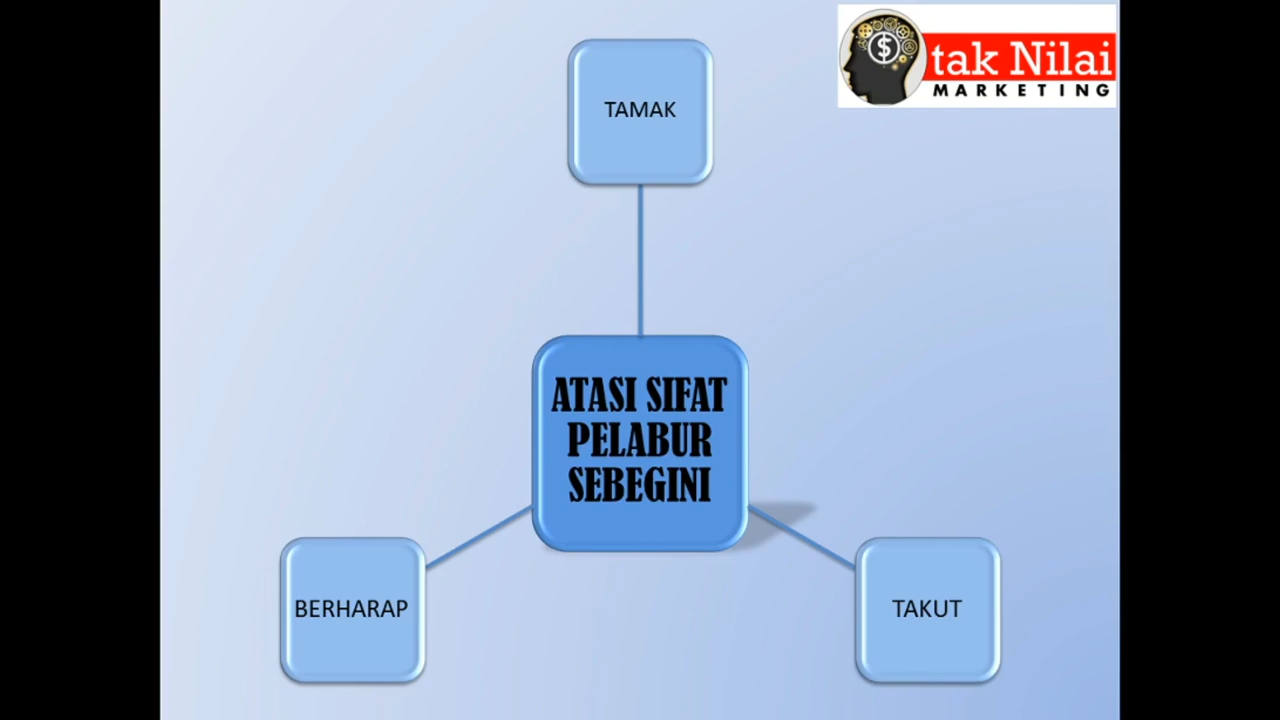 TAMAK
tak Nilai
MARKETING
ATASI SIFAT
PELABUR
SEBEGINI
BERHARAP
TAKUT